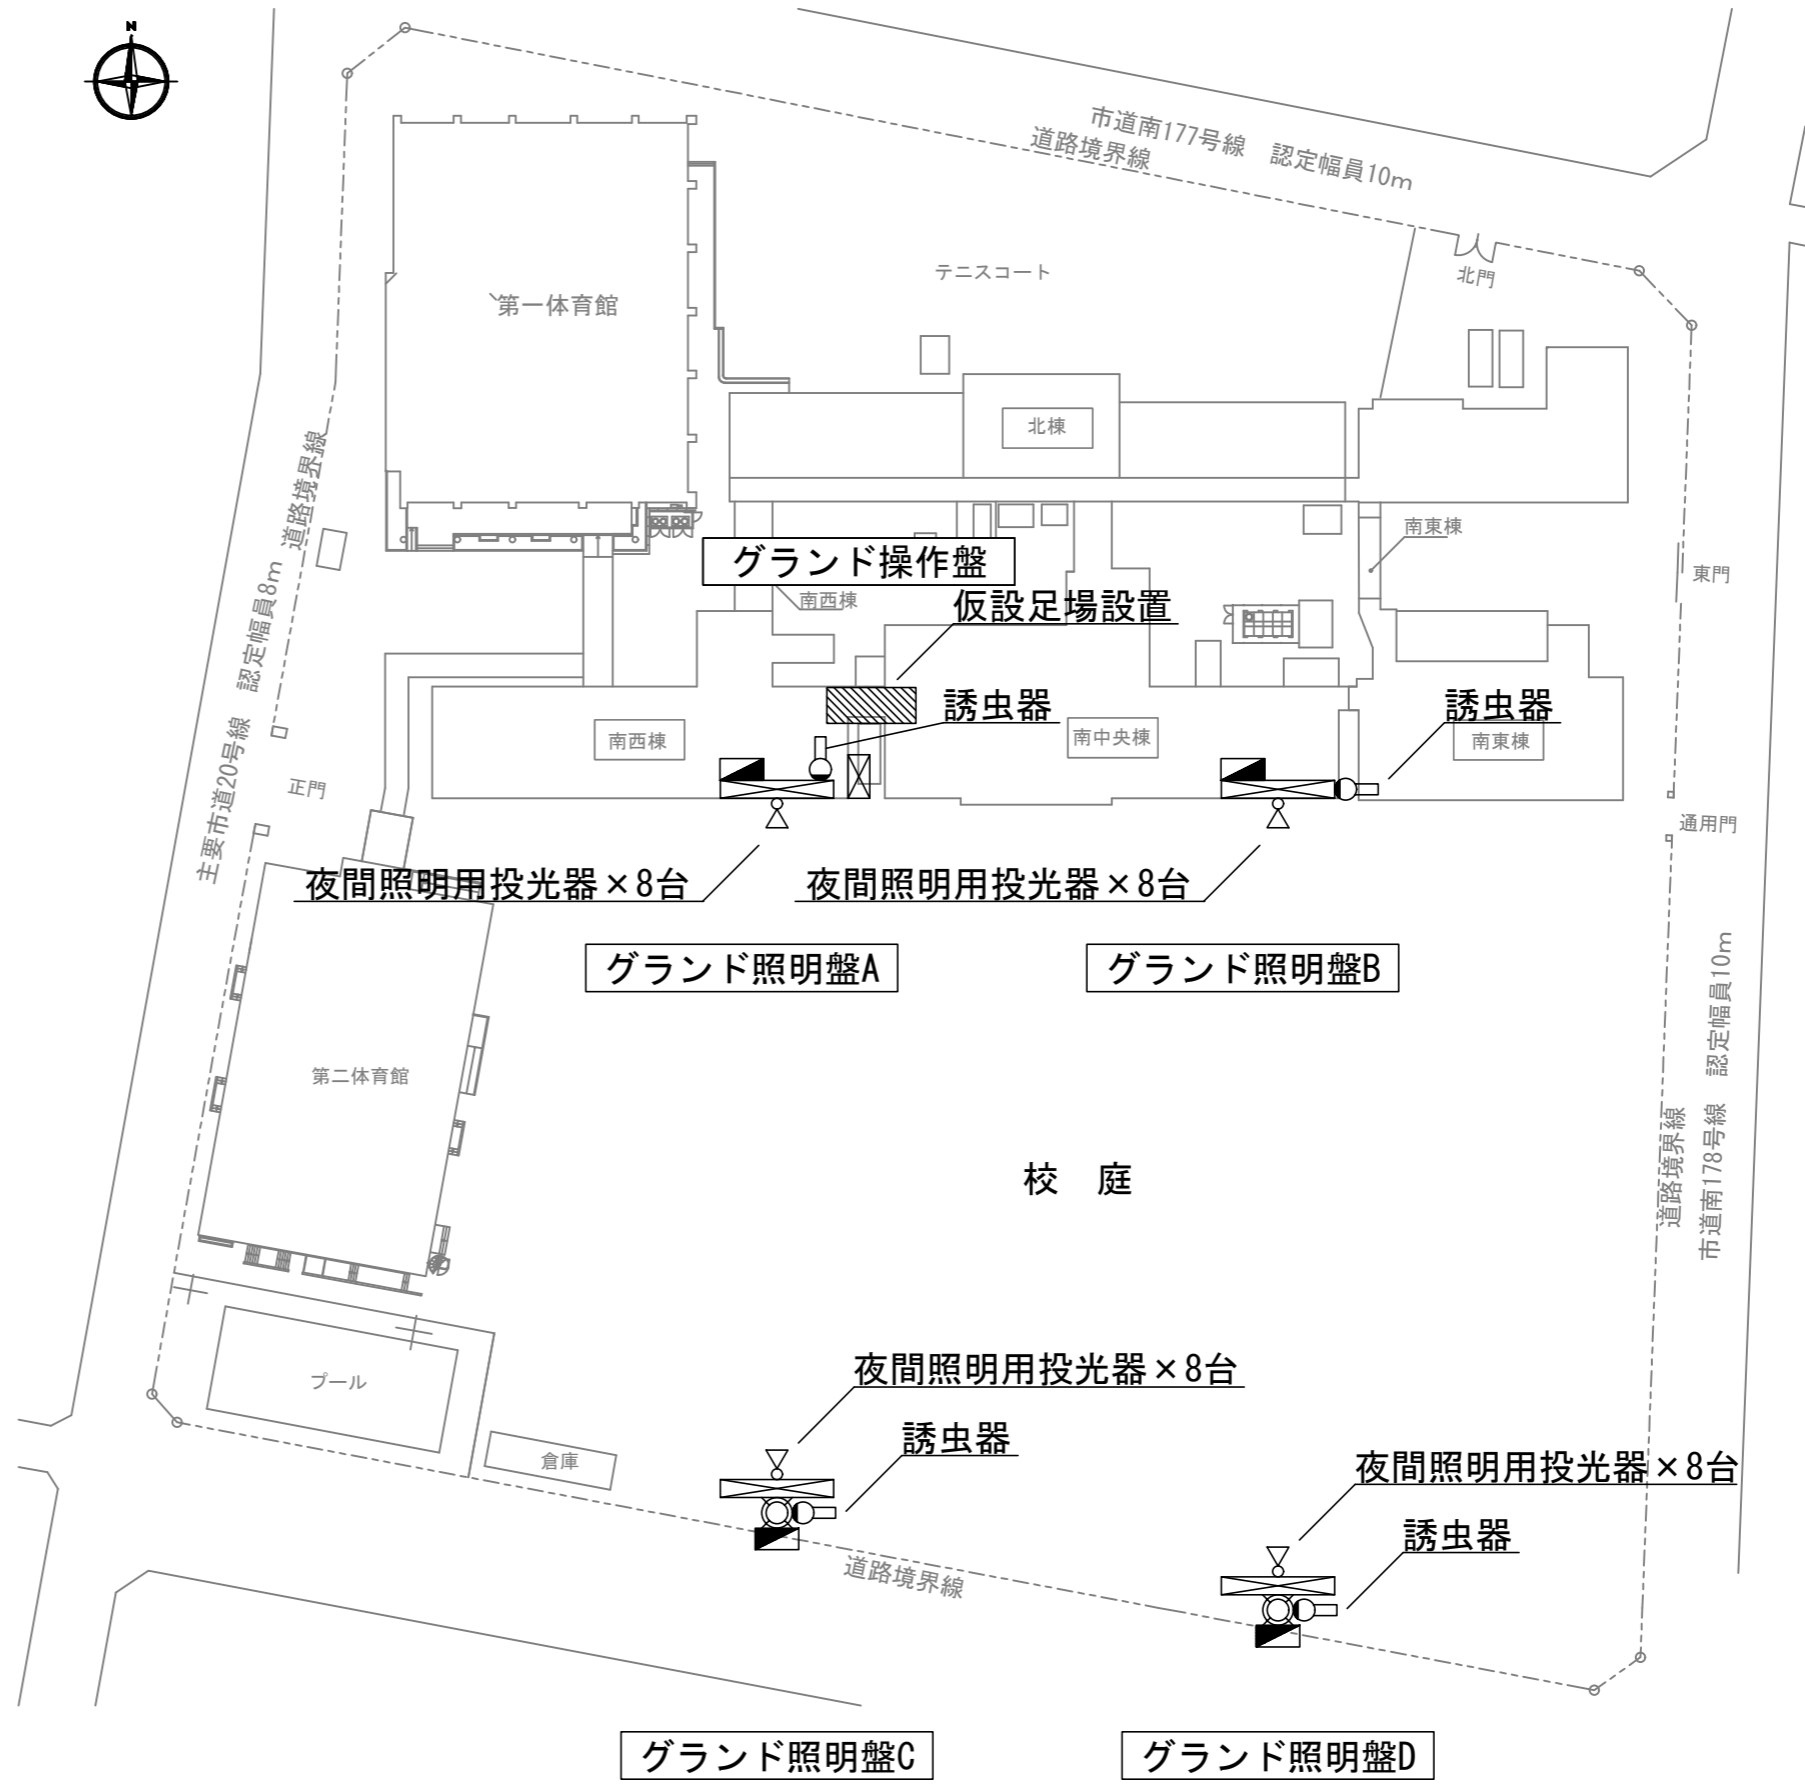 N
市道南177号線　認定幅員10m
道路境界線
テニスコート
北門
第一体育館
北棟
主要市道20号線　認定幅員8m
道路境界線
南東棟
東門
グランド操作盤
南西棟
仮設足場設置
誘虫器
誘虫器
南西棟
南中央棟
南東棟
正門
通用門
夜間照明用投光器×8台
夜間照明用投光器×8台
グランド照明盤A
グランド照明盤B
第二体育館
校　庭
道路境界線
市道南178号線　認定幅員10m
プール
夜間照明用投光器×8台
誘虫器
倉庫
夜間照明用投光器×8台
誘虫器
道路境界線
グランド照明盤C
グランド照明盤D